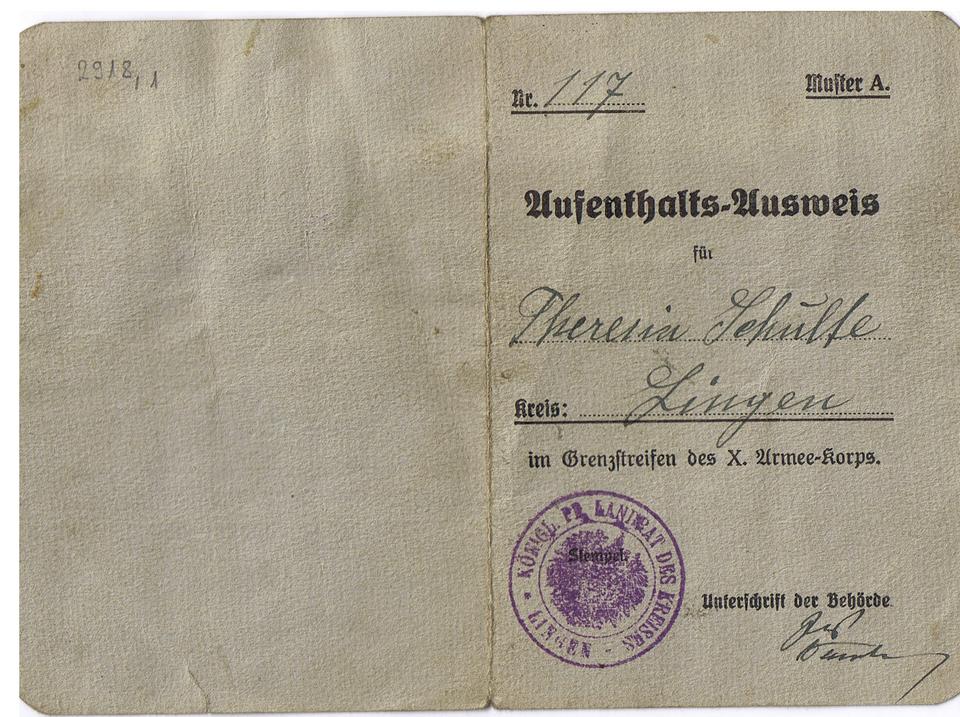 2918,1
Nr. 117
Muster A.
Aufenthalts-Ausweis
für
Theresia Schulte
Kreis: Lingen
im Grenzstreifen des X. Armee-Korps.
KÖNIGL. PR. LANDRAT DES KREISES LINGEN
Stempel.
Unterschrift der Behörde